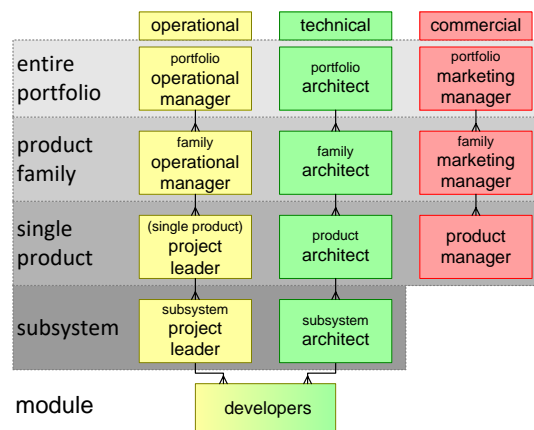 operational technical commercial
entire
portfolio
portfolio
operational
manager
portfolio
architect
portfolio
marketing
manager
product
family
family
operational
manager
family
architect
family
marketing
manager
single
product
(single product)
project
leader
product
architect
product
manager
subsystem
subsystem
project
leader
subsystem
architect
module
developers